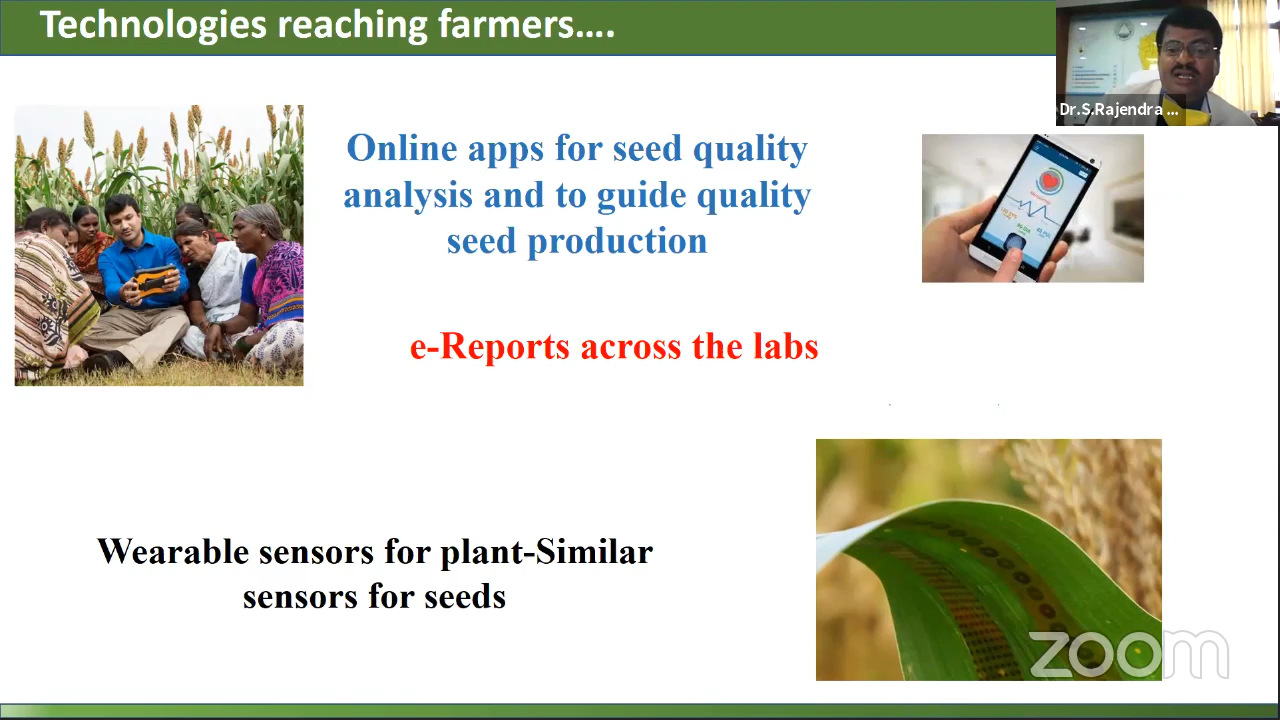 Technologies reaching farmers….
Dr.S.Rajendra ...
Online apps for seed quality
analysis and to guide quality
seed production
e-Reports across the labs
Wearable sensors for plant-Similar
sensors for seeds
zoom